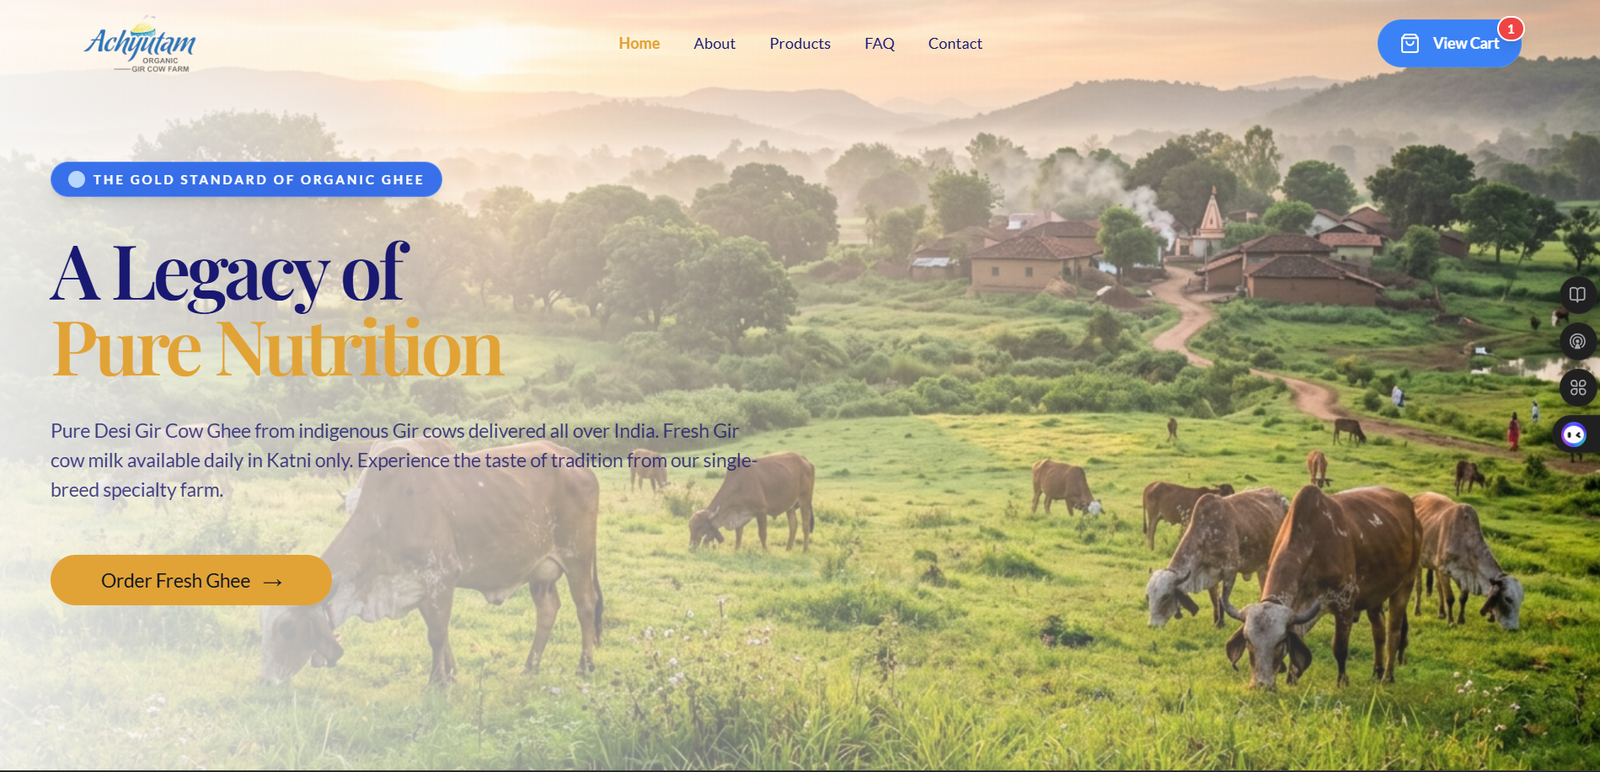 Achyutam
ORGANIC
GIR COW FARM
Home About Products FAQ Contact
View Cart
1
THE GOLD STANDARD OF ORGANIC GHEE
A Legacy of
Pure Nutrition
Pure Desi Gir Cow Ghee from indigenous Gir cows delivered all over India. Fresh Gir
cow milk available daily in Katni only. Experience the taste of tradition from our single-
breed specialty farm.
Order Fresh Ghee →